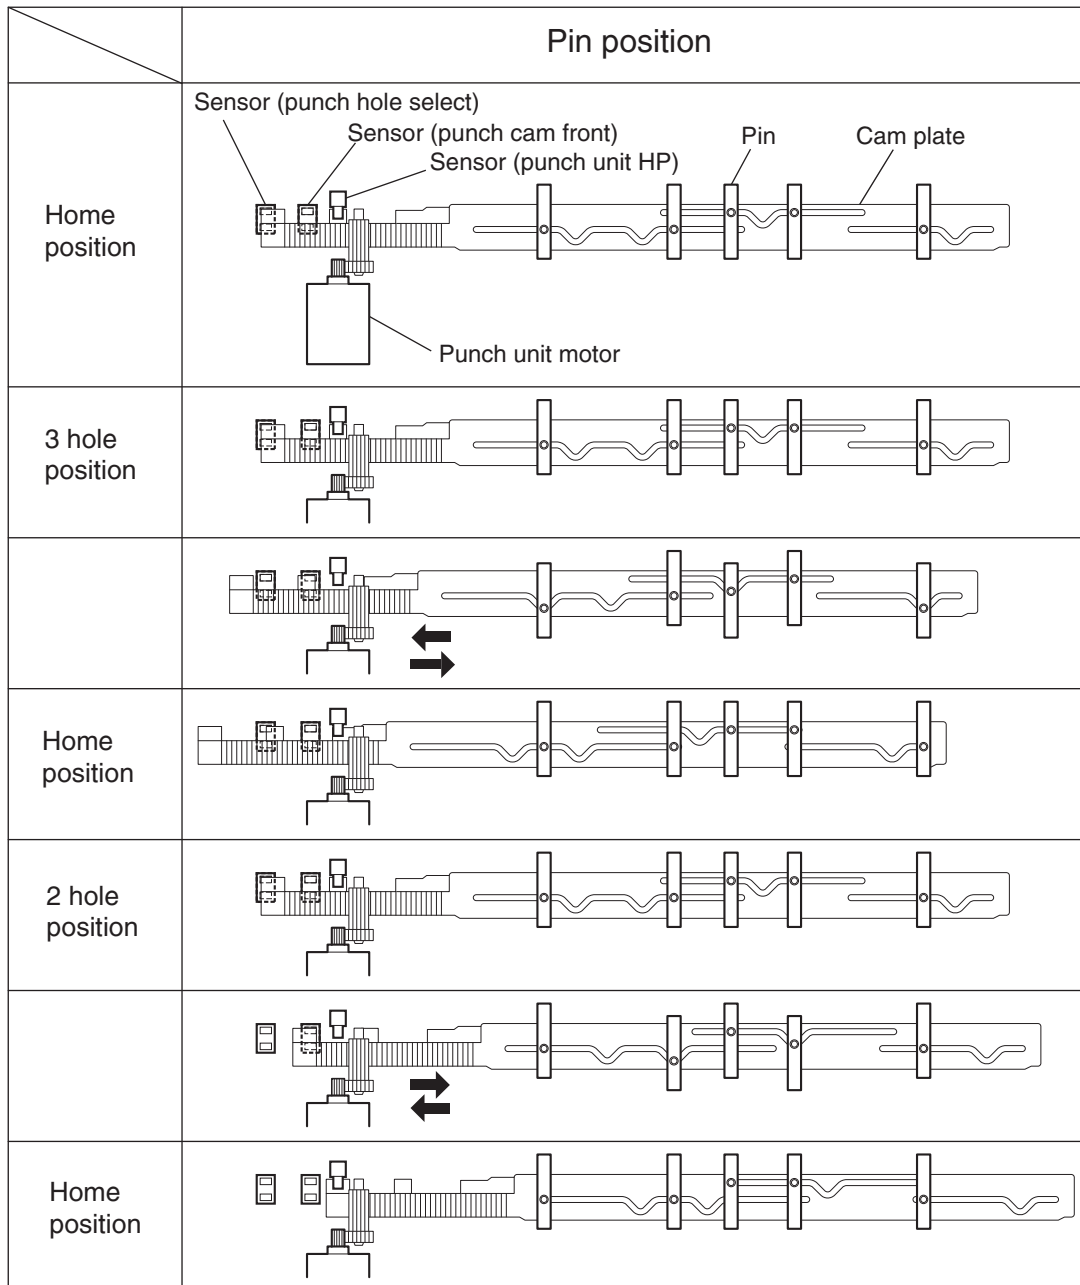 Pin position
Sensor (punch hole select)
Sensor (punch cam front)
Sensor (punch unit HP)
Pin
Cam plate
Home
position
Punch unit motor
3 hole
position
Home
position
2 hole
position
Home
position